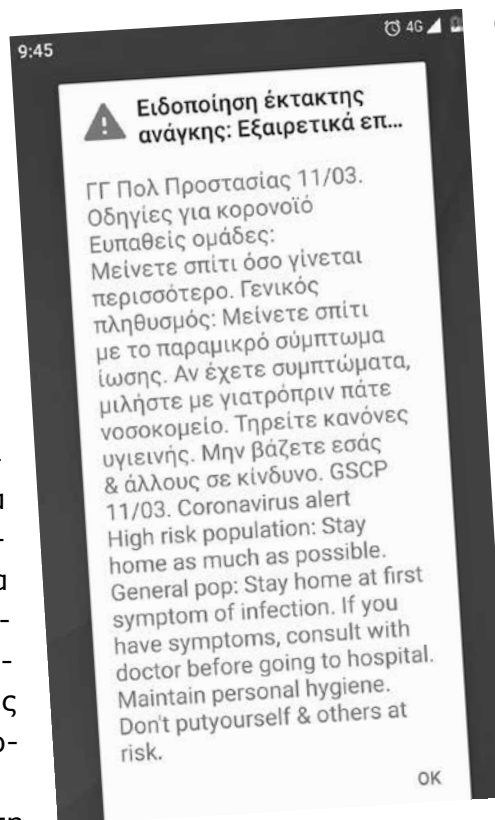 9:45
4G
Ειδοποίηση έκτακτης
ανάγκης: Εξαιρετικά επ...
ΓΓ Πολ Προστασίας 11/03.
Οδηγίες για κορονοϊό
Ευπαθείς ομάδες:
Μείνετε σπίτι όσο γίνεται
περισσότερο. Γενικός
πληθυσμός: Μείνετε σπίτι
με το παραμικρό σύμπτωμα
ίωσης. Αν έχετε συμπτώματα,
μιλήστε με γιατρόπριν πάτε
νοσοκομείο. Τηρείτε κανόνες
υγιεινής. Μην βάζετε εσάς
& άλλους σε κίνδυνο. GSCP
11/03. Coronavirus alert
High risk population: Stay
home as much as possible.
General pop: Stay home at first
symptom of infection. If you
have symptoms, consult with
doctor before going to hospital.
Maintain personal hygiene.
Don't putyourself & others at
risk.
OK